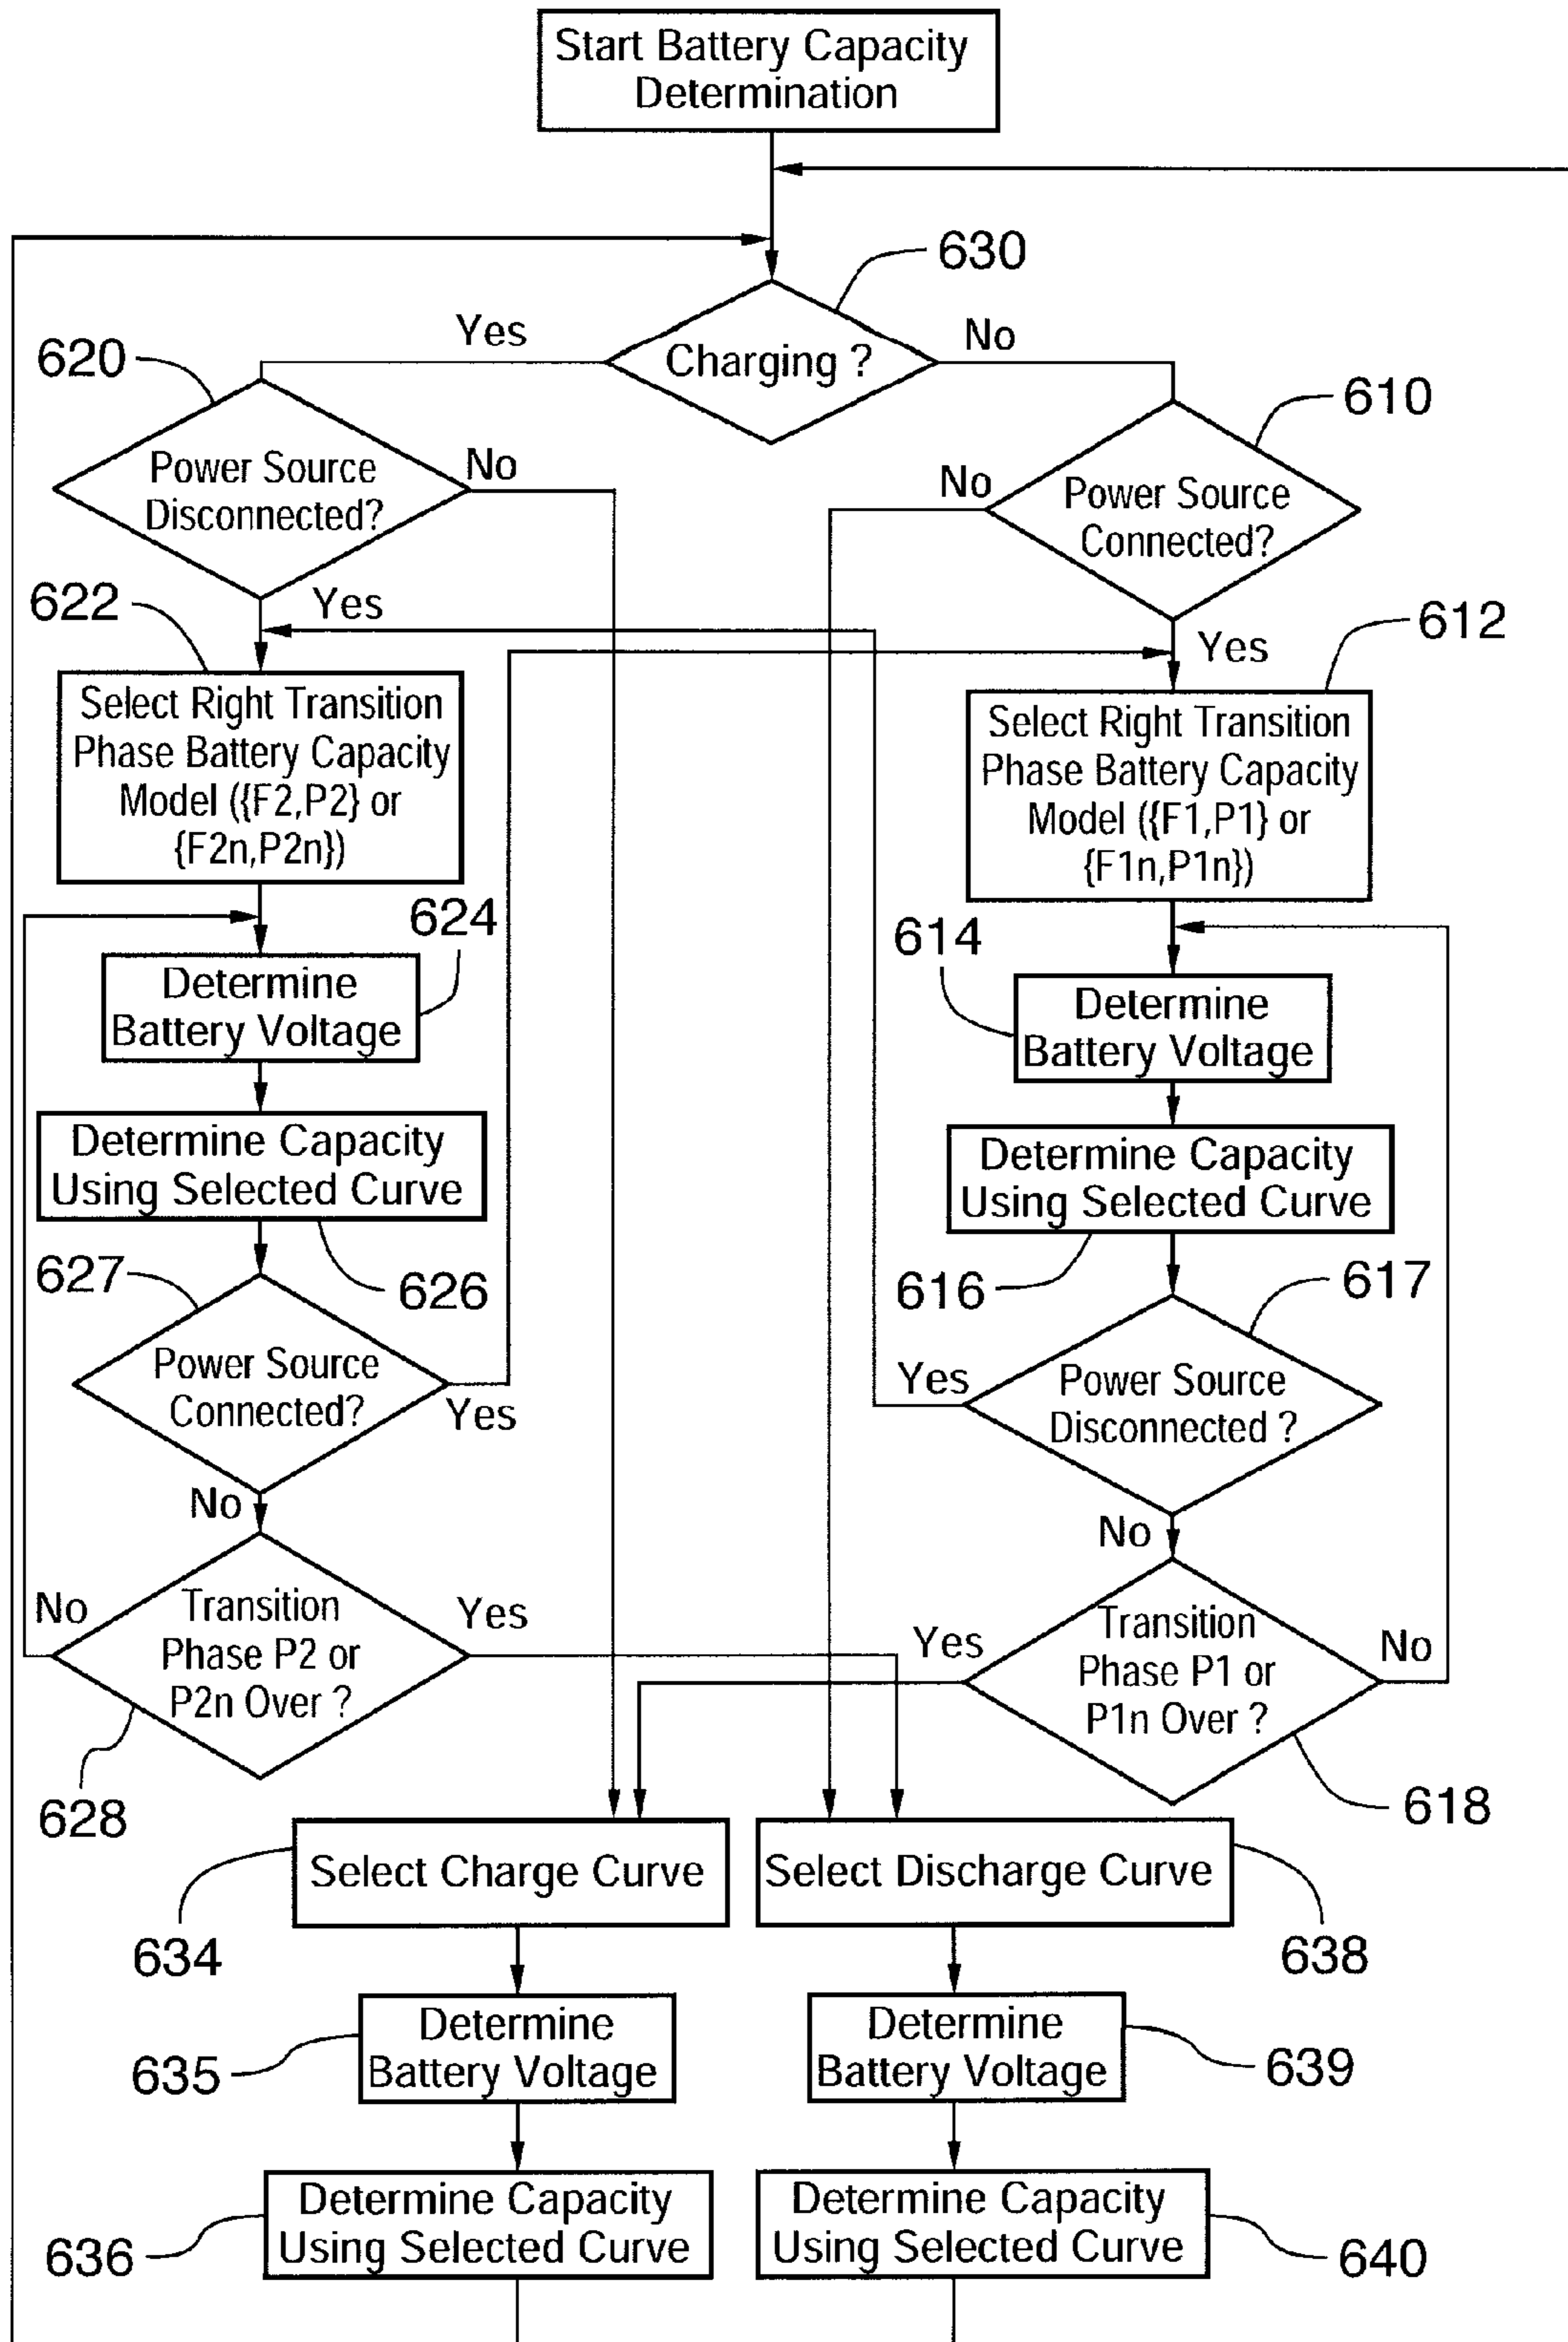 Start Battery Capacity
Determination
630
Yes
No
Charging ?
620
610
Power Source
Disconnected?
No
No
Power Source
Connected?
622
Yes
612
Yes
Select Right Transition
Phase Battery Capacity
Model ({F2,P2} or
{F2n,P2n})
Select Right Transition
Phase Battery Capacity
Model ({F1,P1} or
{F1n,P1n})
624
614
Determine
Battery Voltage
Determine
Battery Voltage
Determine Capacity
Using Selected Curve
Determine Capacity
Using Selected Curve
627
626
616
617
Power Source
Connected?
Yes
Yes
Power Source
Disconnected ?
No
No
No
Transition
Phase P2 or
P2n Over ?
Yes
Yes
Transition
Phase P1 or
P1n Over ?
No
628
618
Select Charge Curve
Select Discharge Curve
634
638
Determine
Battery Voltage
Determine
Battery Voltage
635
639
Determine Capacity
Using Selected Curve
Determine Capacity
Using Selected Curve
636
640